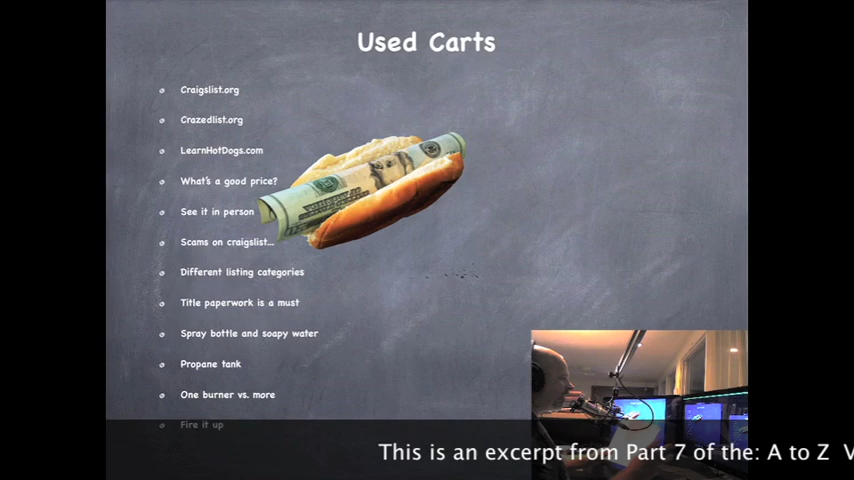 Used Carts
Craigslist.org
Crazedlist.org
LearnHotDogs.com
What's a good price?
See it in person
Scams on craigslist...
Different listing categories
Title paperwork is a must
Spray bottle and soapy water
Propane tank
One burner vs. more
Fire it up
This is an excerpt from Part 7 of the: A to Z V